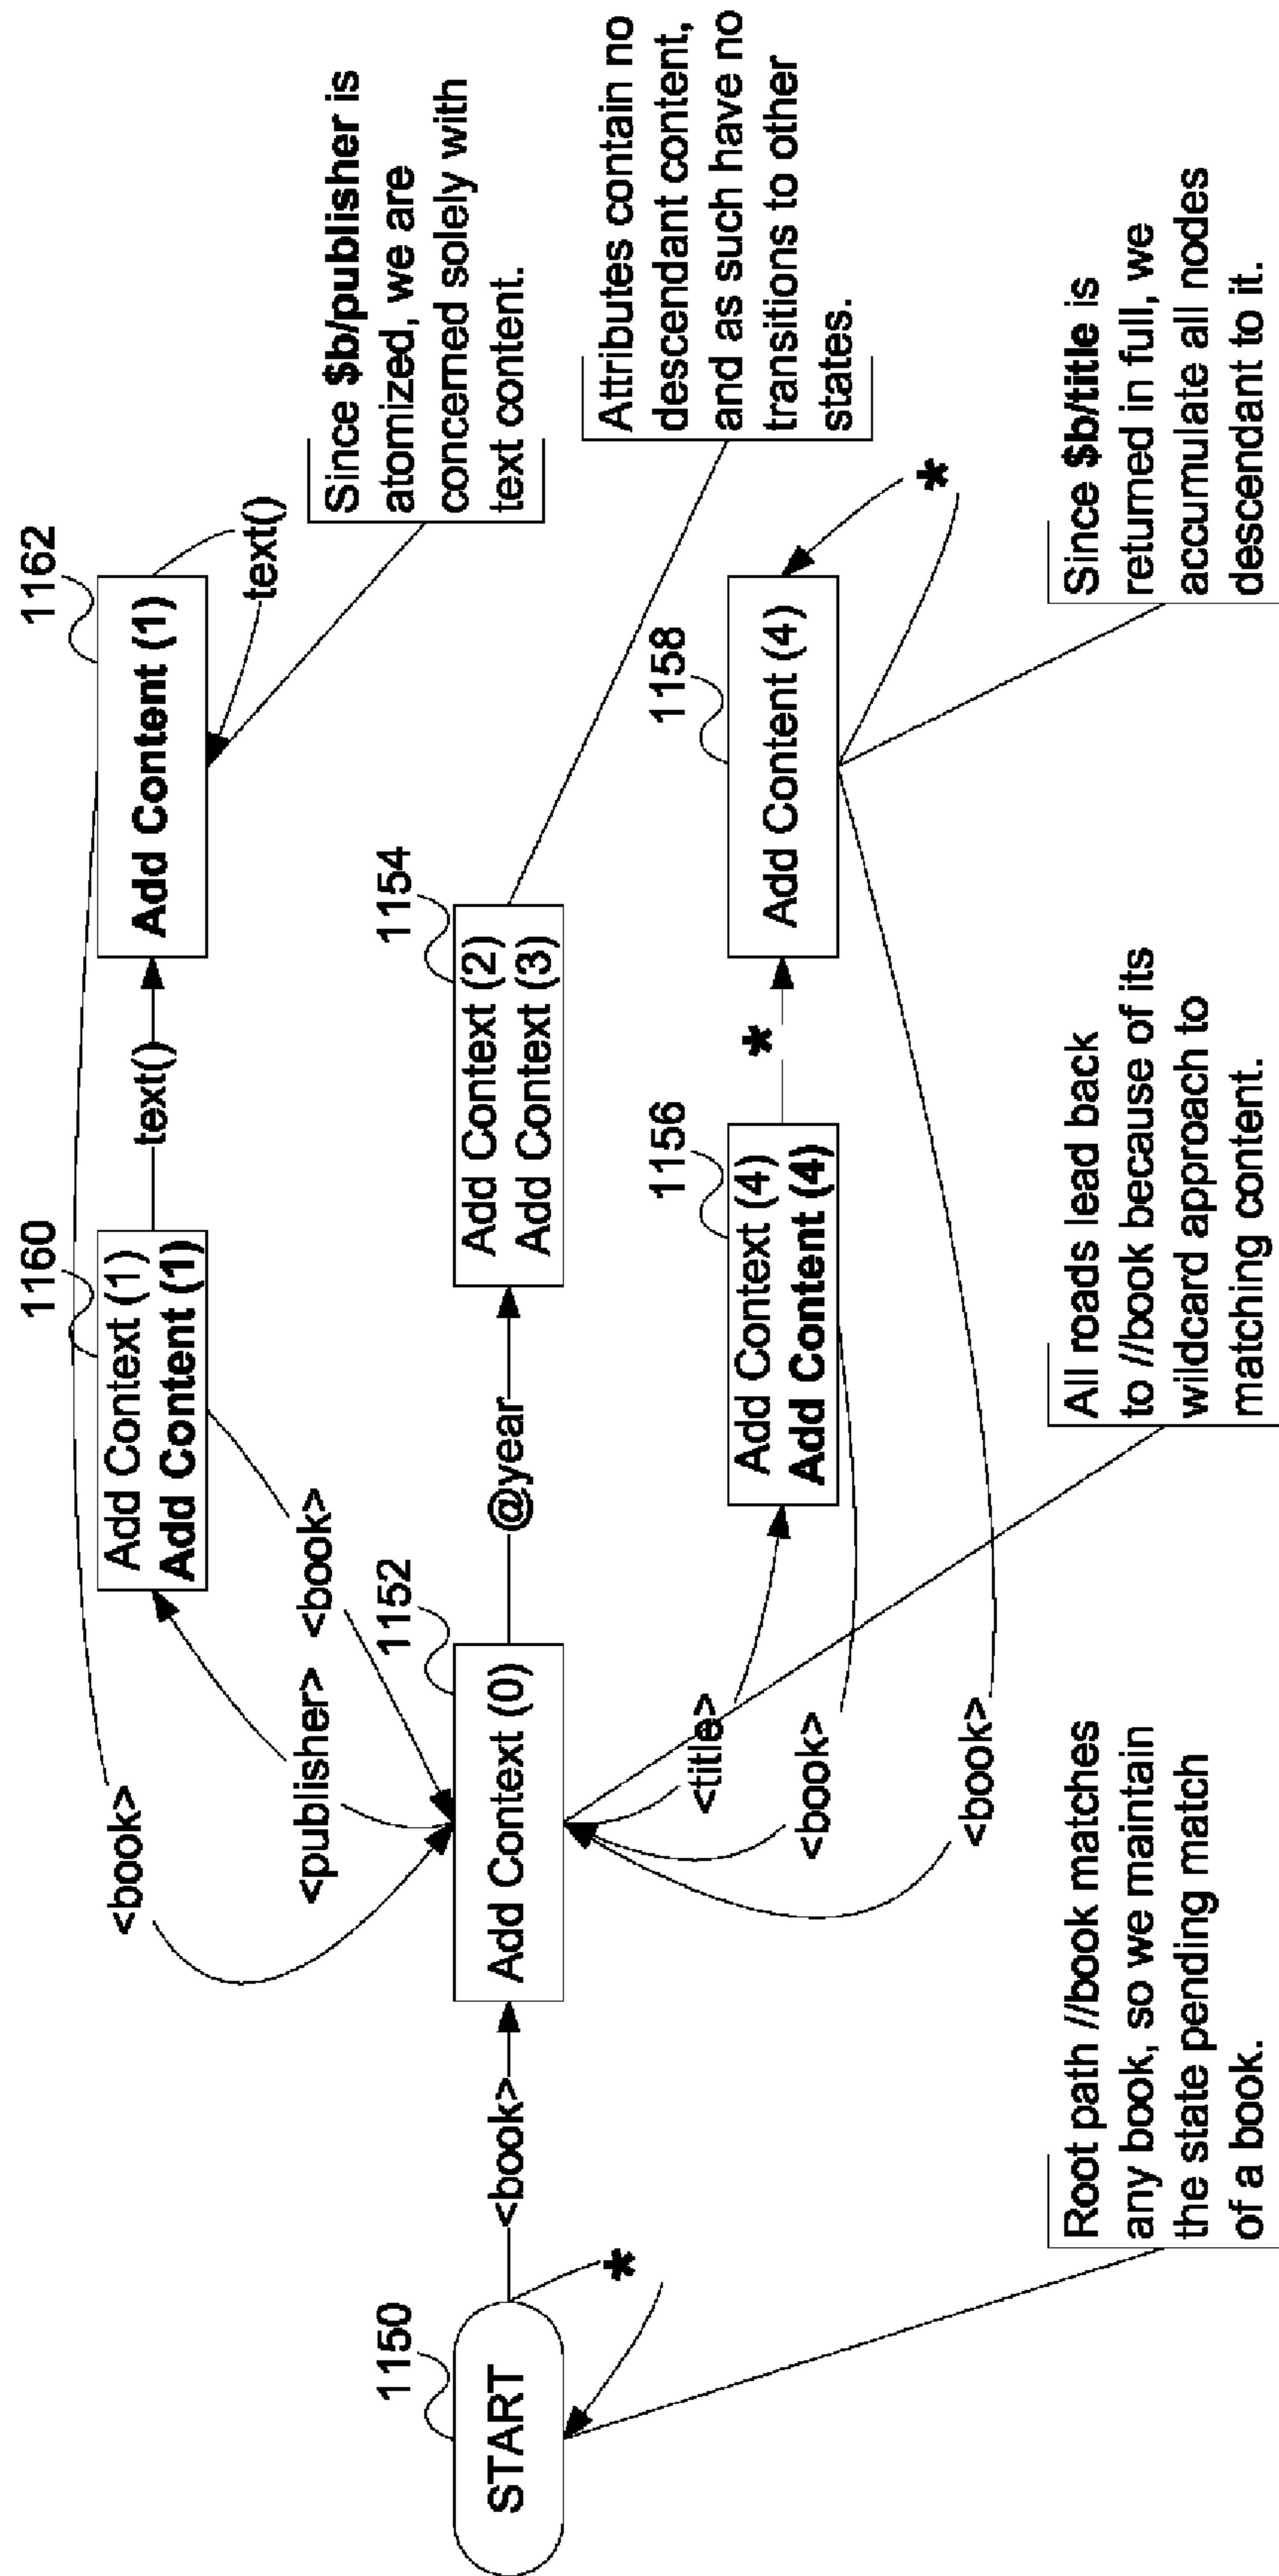 1162
Add Content (1)
text()
Since $b/publisher is
atomized, we are
concerned solely with
text content.
text()
1160
Add Context (1)
Add Content (1)
<book>
<publisher>
<book>
Attributes contain no
descendant content,
and as such have no
transitions to other
states.
1154
Add Context (2)
Add Context (3)
@year
1152
Add Context (0)
<book>
1150
START
*
1158
Add Content (4)
*
*
1156
Add Context (4)
Add Content (4)
<title>
<book>
<book>
Root path //book matches
any book, so we maintain
the state pending match
of a book.
All roads lead back
to //book because of its
wildcard approach to
matching content.
Since $b/title is
returned in full, we
accumulate all nodes
descendant to it.